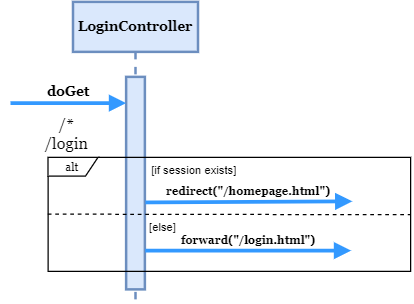 LoginController
doGet
/*
/login
alt
[if session exists]
redirect("/homepage.html")
[else]
forward("/login.html")